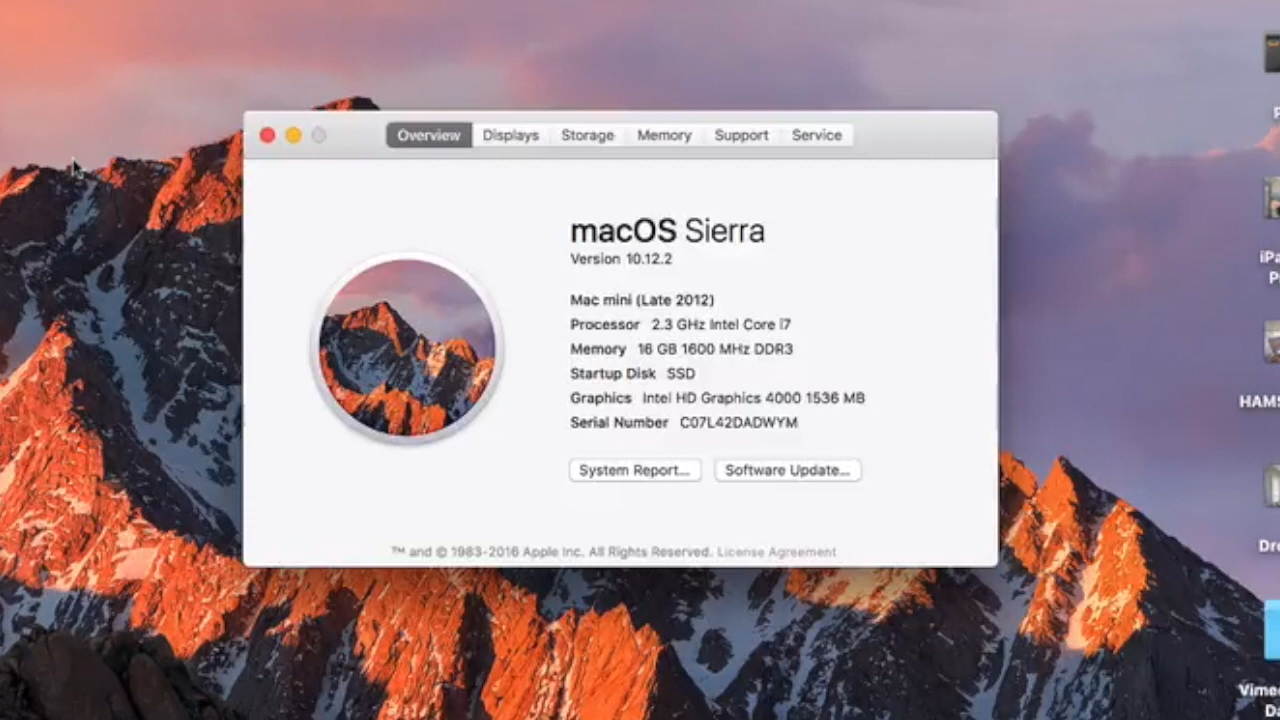 Overview Displays Storage Memory Support Service
macOS Sierra
Version 10.12.2
Mac mini (Late 2012)
Processor 2.3 GHz Intel Core i7
Memory 16 GB 1600 MHz DDR3
Startup Disk SSD
Graphics Intel HD Graphics 4000 1536 MB
Serial Number C07L42DADWYM
System Report... Software Update...
™ and © 1983-2016 Apple Inc. All Rights Reserved. License Agreement
iPa
HAMS
Dr
Vime